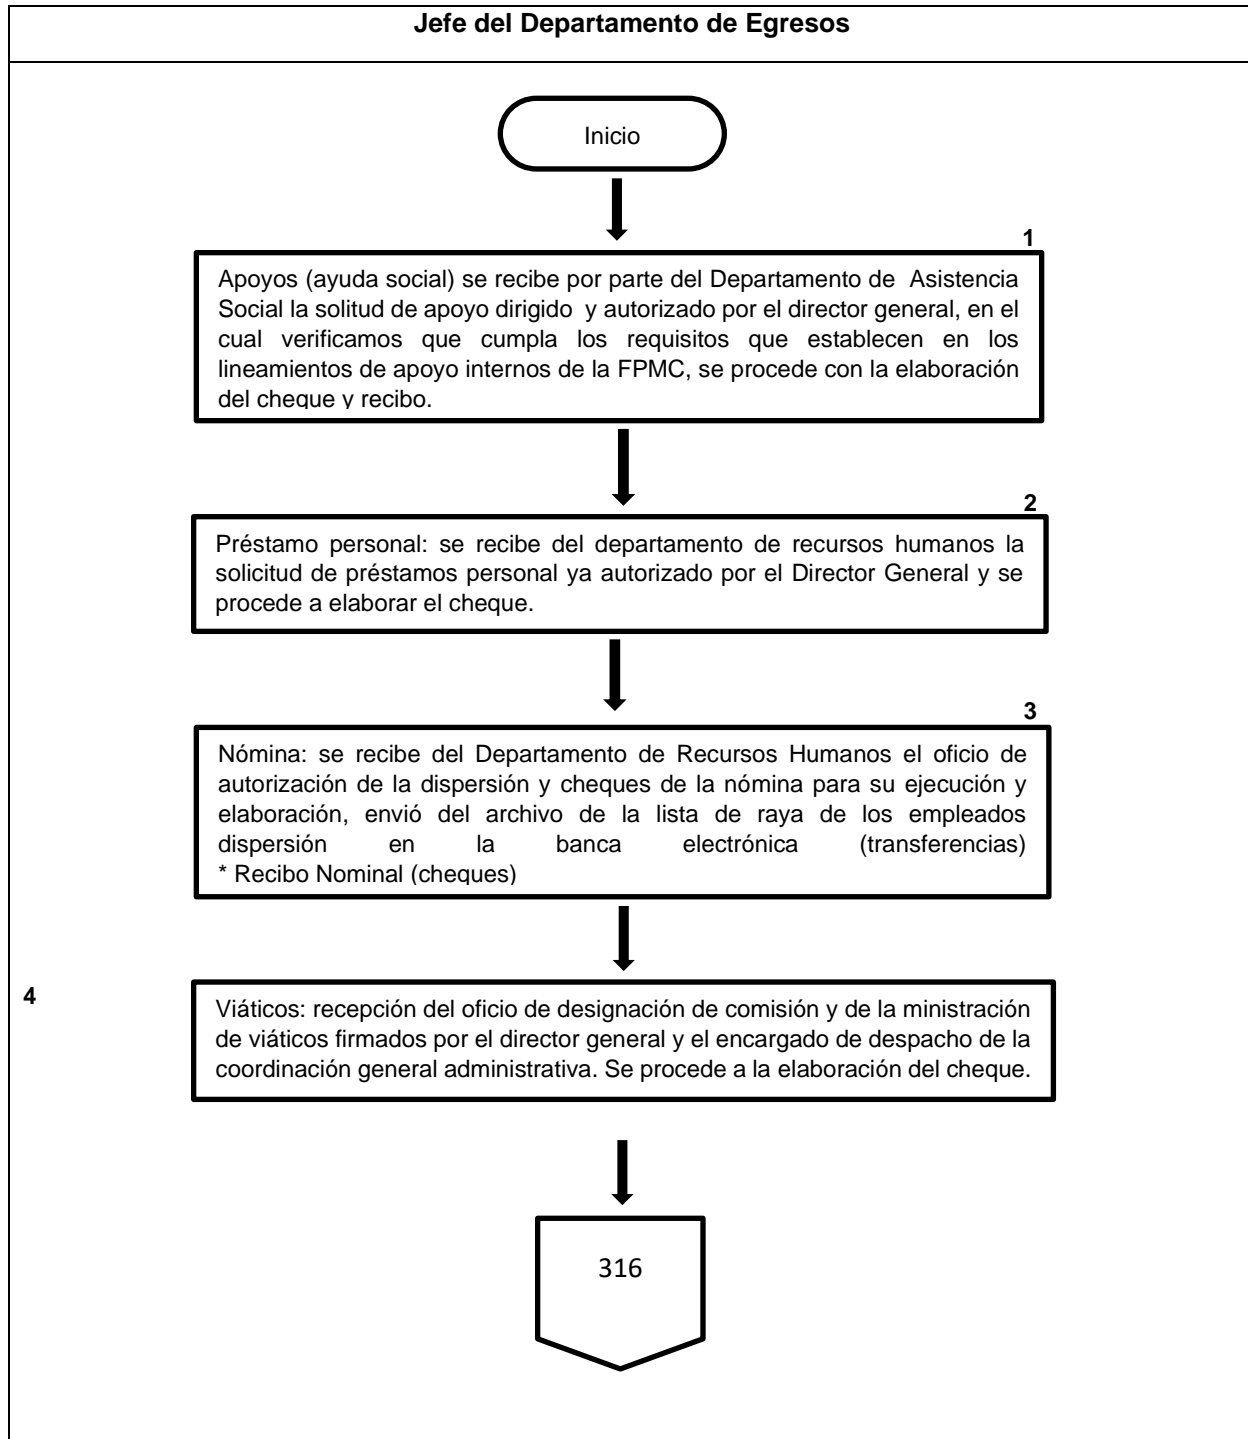 Jefe del Departamento de Egresos
Inicio
1
Apoyos (ayuda social) se recibe por parte del Departamento de Asistencia
Social la solitud de apoyo dirigido y autorizado por el director general, en el
cual verificamos que cumpla los requisitos que establecen en los
lineamientos de apoyo internos de la FPMC, se procede con la elaboración
del cheque y recibo.
2
Préstamo personal: se recibe del departamento de recursos humanos la
solicitud de préstamos personal ya autorizado por el Director General y se
procede a elaborar el cheque.
3
Nómina: se recibe del Departamento de Recursos Humanos el oficio de
autorización de la dispersión y cheques de la nómina para su ejecución y
elaboración, envió del archivo de la lista de raya de los empleados
dispersión en la banca electrónica (transferencias)
* Recibo Nominal (cheques)
4
Viáticos: recepción del oficio de designación de comisión y de la ministración
de viáticos firmados por el director general y el encargado de despacho de la
coordinación general administrativa. Se procede a la elaboración del cheque.
316